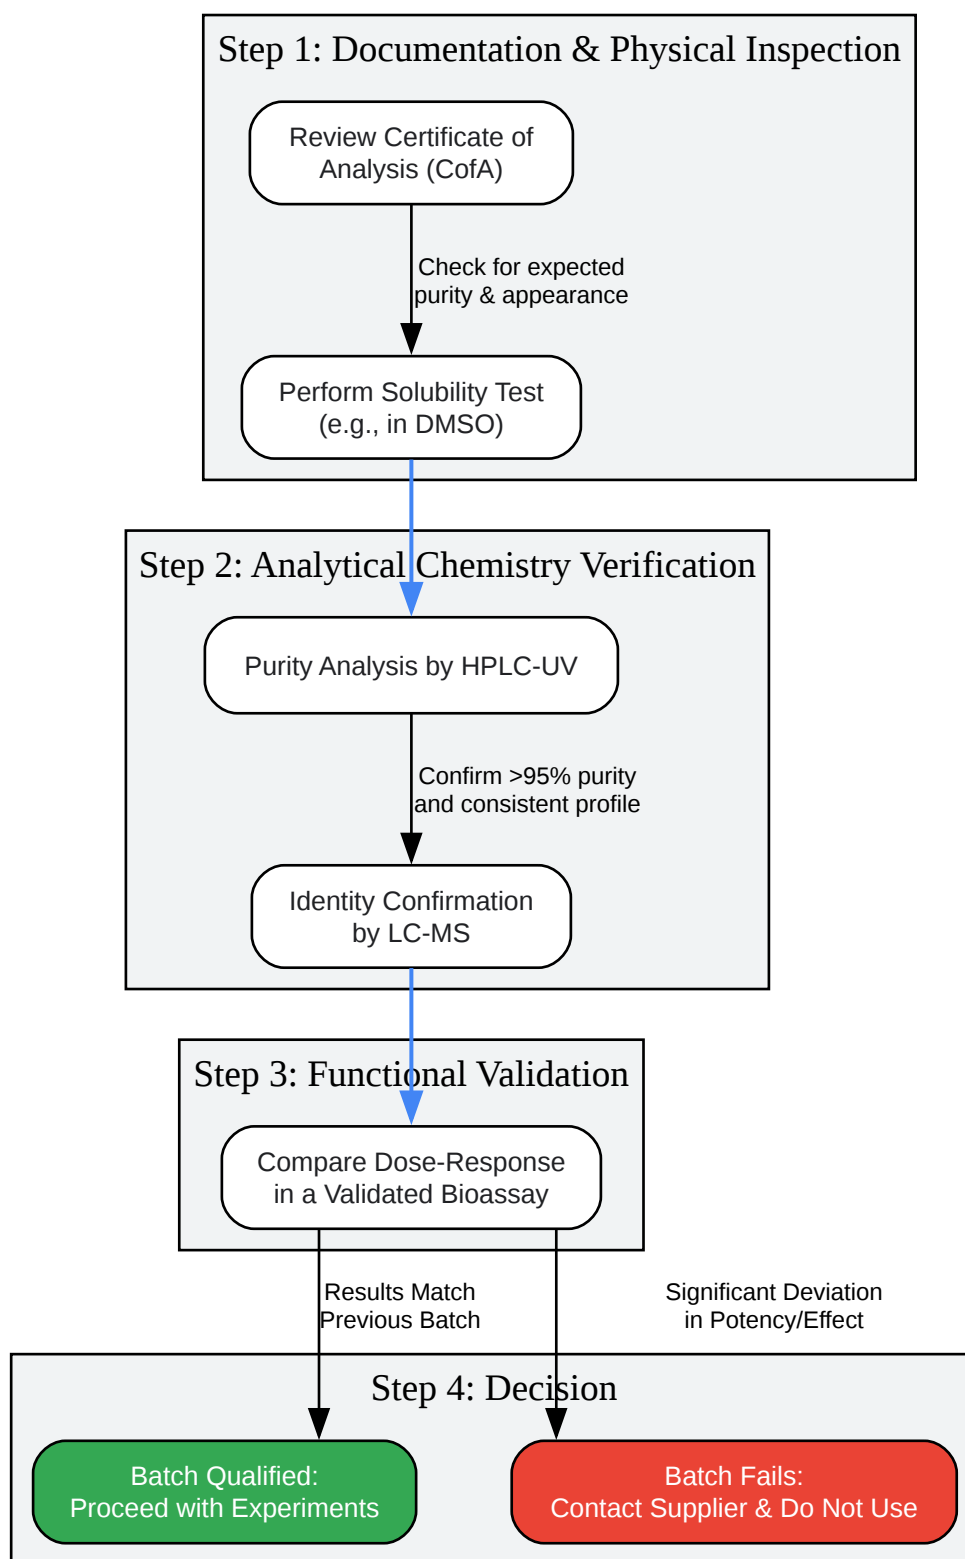 Step 1: Documentation & Physical Inspection
Review Certificate of
Analysis (CofA)
Check for expected
purity & appearance
Perform Solubility Test
(e.g., in DMSO)
Step 2: Analytical Chemistry Verification
Purity Analysis by HPLC-UV
Confirm >95% purity
and consistent profile
Identity Confirmation
by LC-MS
Step 3: Functional Validation
Compare Dose-Response
in a Validated Bioassay
Results Match
Previous Batch
Significant Deviation
in Potency/Effect
Step 4: Decision
Batch Qualified:
Proceed with Experiments
Batch Fails:
Contact Supplier & Do Not Use